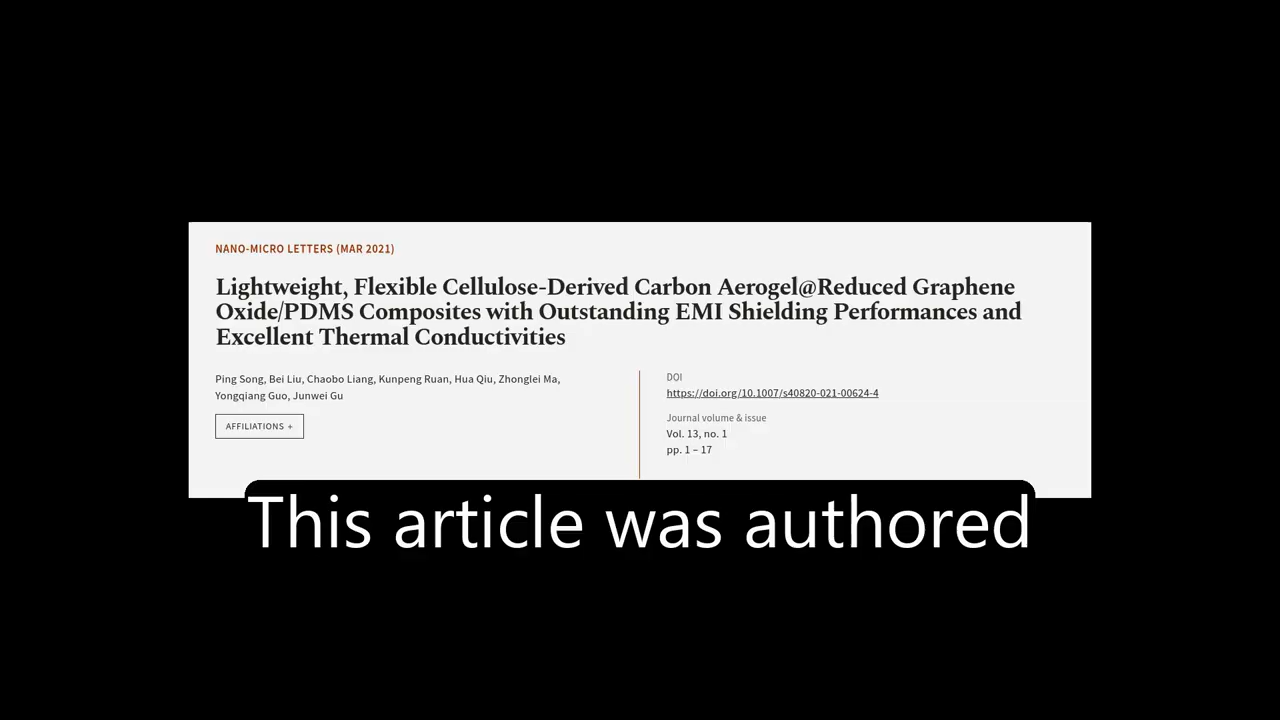 NANO-MICRO LETTERS (MAR 2021)
Lightweight, Flexible Cellulose-Derived Carbon Aerogel@Reduced Graphene
Oxide/PDMS Composites with Outstanding EMI Shielding Performances and
Excellent Thermal Conductivities
Ping Song, Bei Liu, Chaobo Liang, Kunpeng Ruan, Hua Qiu, Zhonglei Ma,
Yongqiang Guo, Junwei Gu
AFFILIATIONS +
DOI
https://doi.org/10.1007/s40820-021-00624-4
Journal volume & issue
Vol. 13, no. 1
pp. 1 – 17
This article was authored